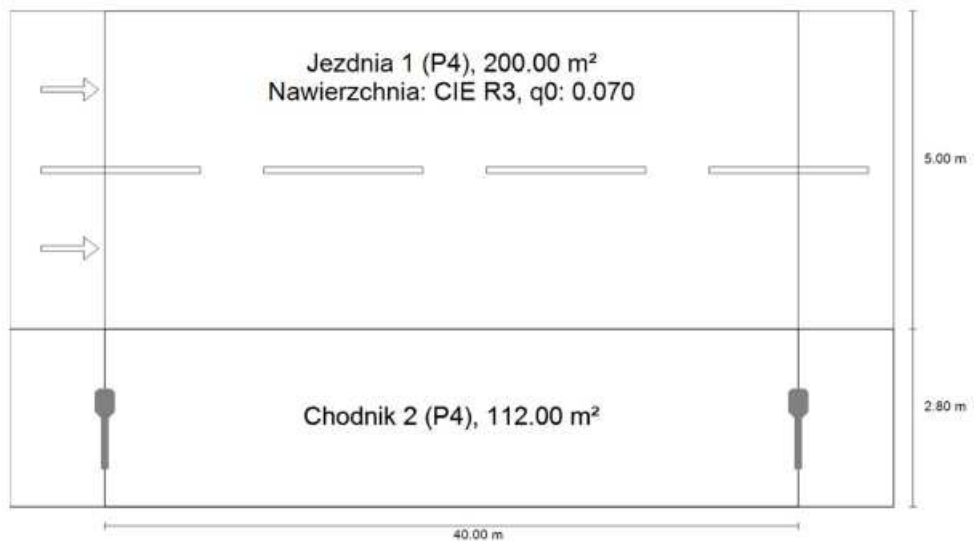 Jezdnia 1 (P4), 200.00 m²
Nawierzchnia: CIE R3, q0: 0.070
5.00 m
Chodnik 2 (P4), 112.00 m²
2.80 m
40.00 m